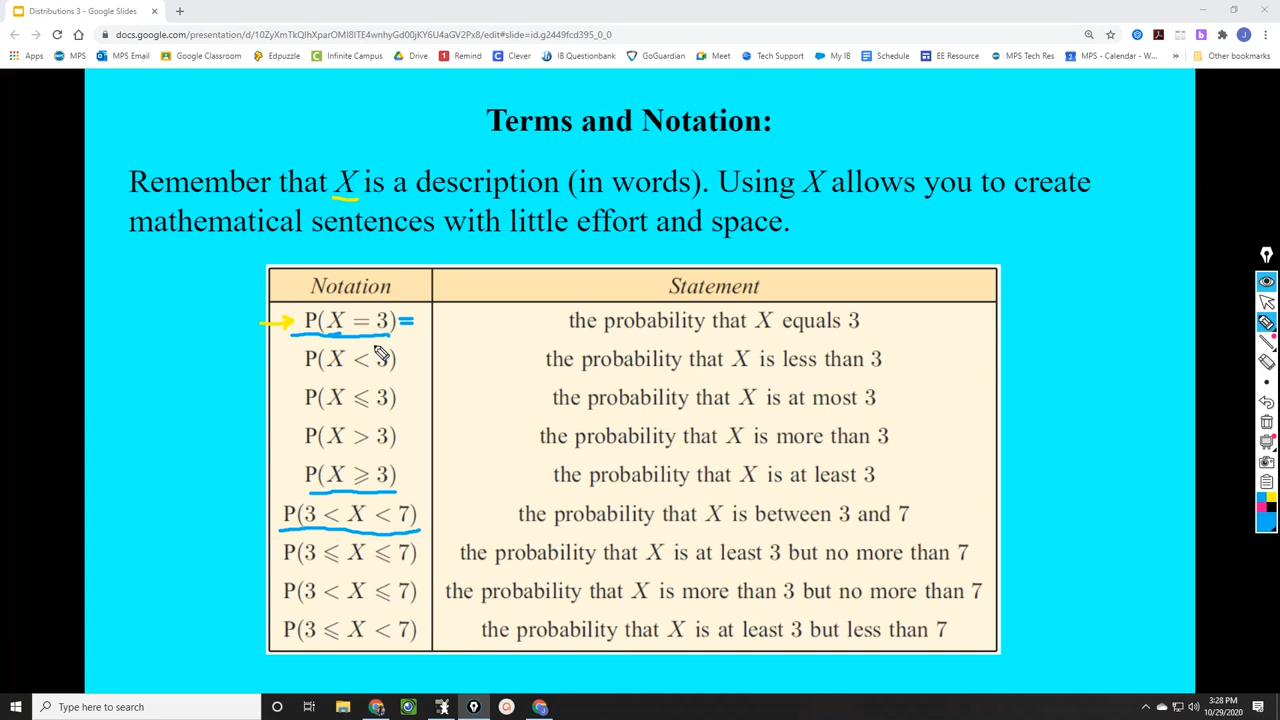 Distributions 3 - Google Slides
docs.google.com/presentation/d/10ZyXmTkQIhXparOMI8ITE4wnhyGd00jKY6U4aGV2Px8/edit#slide=id.g2449fcd395_0_0
Apps MPS MPS Email Google Classroom Edpuzzle Infinite Campus Drive Remind Clever IB Questionbank GoGuardian Meet Tech Support My IB Schedule EE Resource MPS Tech Res MPS - Calendar - W... » Other bookmarks
Terms and Notation:
Remember that X is a description (in words). Using X allows you to create
mathematical sentences with little effort and space.
Notation Statement
P(X = 3) = the probability that X equals 3
P(X < 3) the probability that X is less than 3
P(X ⩽ 3) the probability that X is at most 3
P(X > 3) the probability that X is more than 3
P(X ⩾ 3) the probability that X is at least 3
P(3 < X < 7) the probability that X is between 3 and 7
P(3 ⩽ X ⩽ 7) the probability that X is at least 3 but no more than 7
P(3 < X ⩽ 7) the probability that X is more than 3 but no more than 7
P(3 ⩽ X < 7) the probability that X is at least 3 but less than 7
Type here to search
3:28 PM
10/29/2020